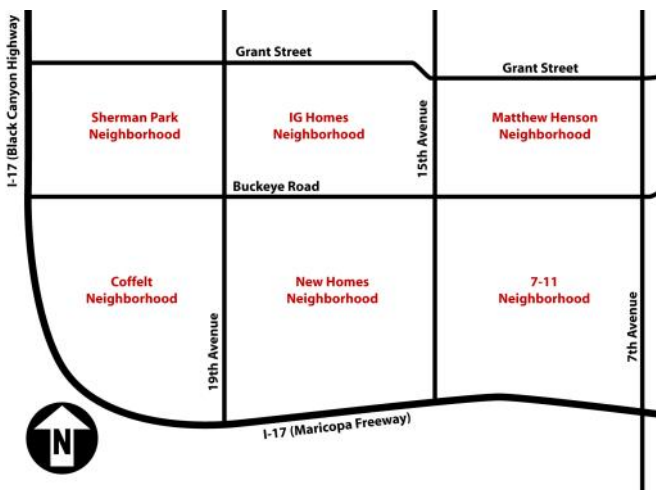 I-17 (Black Canyon Highway)
Grant Street
Grant Street
Sherman Park
Neighborhood
IG Homes
Neighborhood
15th Avenue
Matthew Henson
Neighborhood
Buckeye Road
Coffelt
Neighborhood
19th Avenue
New Homes
Neighborhood
7-11
Neighborhood
7th Avenue
I-17 (Maricopa Freeway)
N